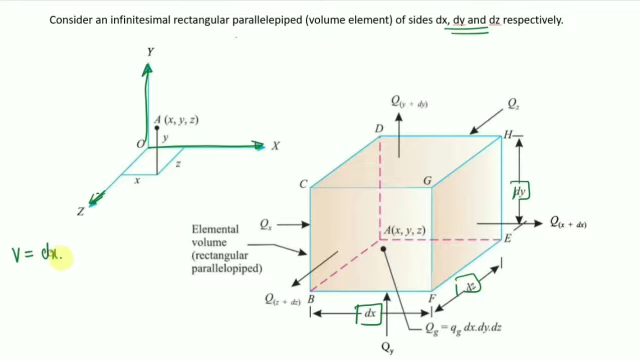 Consider an infinitesimal rectangular parallelepiped (volume element) of sides dx, dy and dz respectively.
Y
A (x, y, z)
O
y
X
z
x
Z
Q(y + dy)
Qz
D
H
C
G
dy
Elemental
volume
(rectangular
parallelopiped)
Qx
A(x, y, z)
Q(x + dx)
E
V = dx.
dz
Q(z + dz)
B
F
dx
Qg = qg dx.dy.dz
Qy